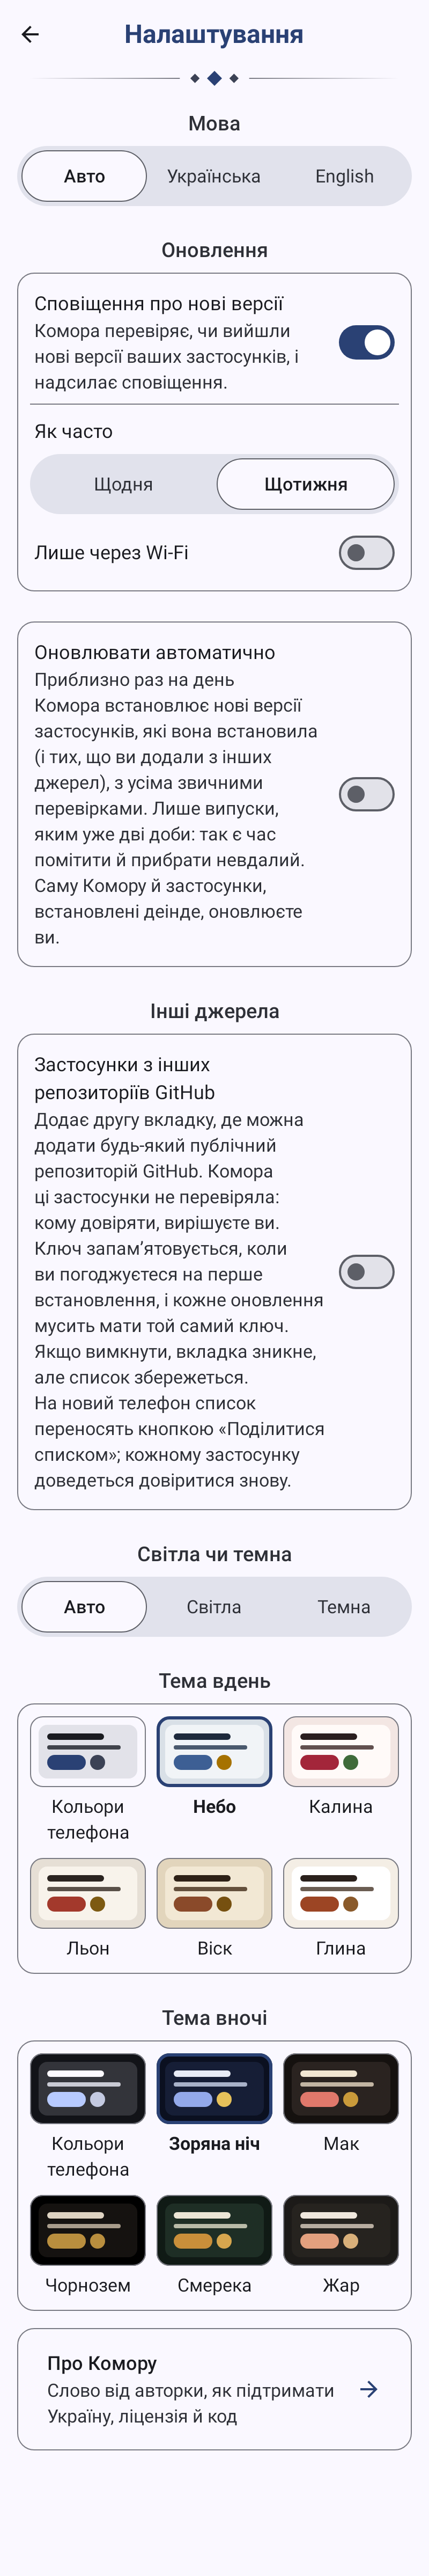 Налаштування
Мова
Авто Українська English
Оновлення
Сповіщення про нові версії
Комора перевіряє, чи вийшли
нові версії ваших застосунків, і
надсилає сповіщення.
Як часто
Щодня Щотижня
Лише через Wi-Fi
Оновлювати автоматично
Приблизно раз на день
Комора встановлює нові версії
застосунків, які вона встановила
(і тих, що ви додали з інших
джерел), з усіма звичними
перевірками. Лише випуски,
яким уже дві доби: так є час
помітити й прибрати невдалий.
Саму Комору й застосунки,
встановлені деінде, оновлюєте
ви.
Інші джерела
Застосунки з інших
репозиторіїв GitHub
Додає другу вкладку, де можна
додати будь-який публічний
репозиторій GitHub. Комора
ці застосунки не перевіряла:
кому довіряти, вирішуєте ви.
Ключ запам’ятовується, коли
ви погоджуєтеся на перше
встановлення, і кожне оновлення
мусить мати той самий ключ.
Якщо вимкнути, вкладка зникне,
але список збережеться.
На новий телефон список
переносять кнопкою «Поділитися
списком»; кожному застосунку
доведеться довіритися знову.
Світла чи темна
Авто Світла Темна
Тема вдень
Кольори
телефона
Небо
Калина
Льон
Віск
Глина
Тема вночі
Кольори
телефона
Зоряна ніч
Мак
Чорнозем
Смерека
Жар
Про Комору
Слово від авторки, як підтримати
Україну, ліцензія й код